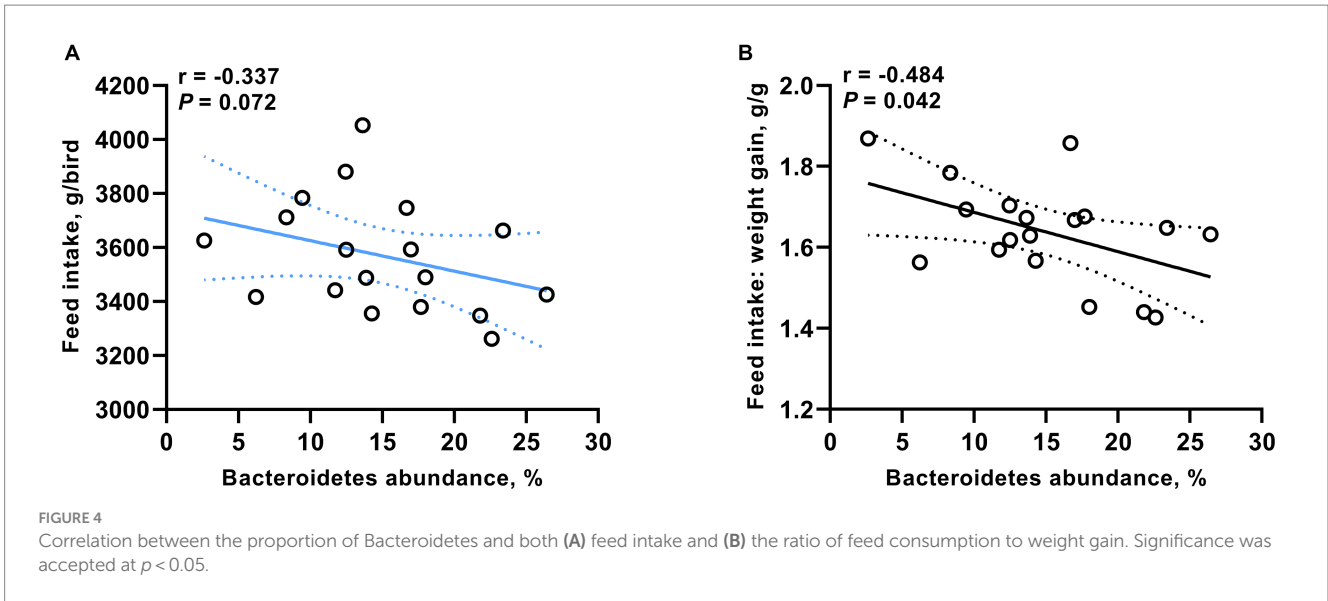 A
r = -0.337
P = 0.072
4200
4000
3800
3600
3400
3200
3000
Feed intake, g/bird
0 5 10 15 20 25 30
Bacteroidetes abundance, %
B
r = -0.484
P = 0.042
2.0
1.8
1.6
1.4
1.2
Feed intake: weight gain, g/g
0 5 10 15 20 25 30
Bacteroidetes abundance, %
FIGURE 4
Correlation between the proportion of Bacteroidetes and both (A) feed intake and (B) the ratio of feed consumption to weight gain. Significance was
accepted at p < 0.05.